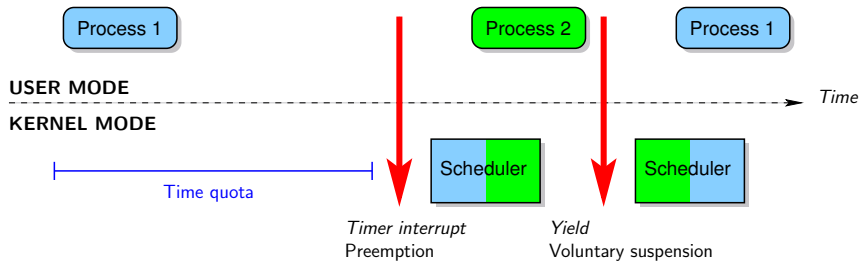 Process 1
Process 2
Process 1
USER MODE
Time
KERNEL MODE
Scheduler
Scheduler
Time quota
Timer interrupt
Preemption
Yield
Voluntary suspension